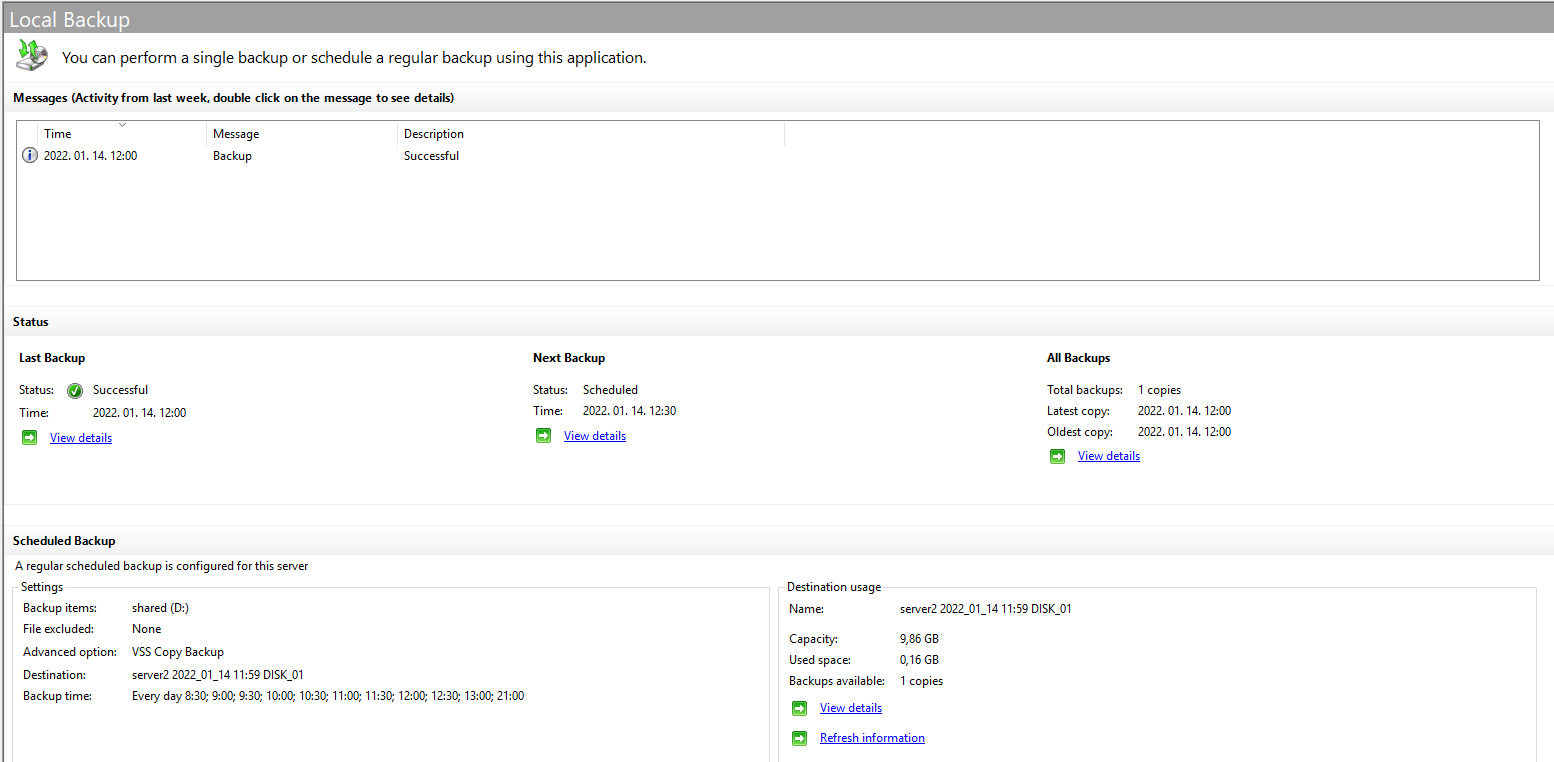 Local Backup
You can perform a single backup or schedule a regular backup using this application.
Messages (Activity from last week, double click on the message to see details)
Time Message Description
2022. 01. 14. 12:00 Backup Successful
Status
Last Backup Next Backup All Backups
Status: Successful Status: Scheduled Total backups: 1 copies
Time: 2022. 01. 14. 12:00 Time: 2022. 01. 14. 12:30 Latest copy: 2022. 01. 14. 12:00
View details View details Oldest copy: 2022. 01. 14. 12:00
View details
Scheduled Backup
A regular scheduled backup is configured for this server
Settings
Backup items: shared (D:)
File excluded: None
Advanced option: VSS Copy Backup
Destination: server2 2022_01_14 11:59 DISK_01
Backup time: Every day 8:30; 9:00; 9:30; 10:00; 10:30; 11:00; 11:30; 12:00; 12:30; 13:00; 21:00
Destination usage
Name: server2 2022_01_14 11:59 DISK_01
Capacity: 9,86 GB
Used space: 0,16 GB
Backups available: 1 copies
View details
Refresh information